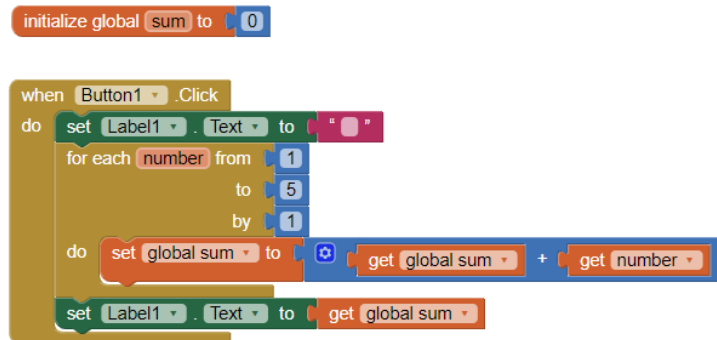 initialize global sum to 0
when Button1 .Click
do set Label1 . Text to " "
for each number from 1
to 5
by 1
do set global sum to get global sum + get number
set Label1 . Text to get global sum